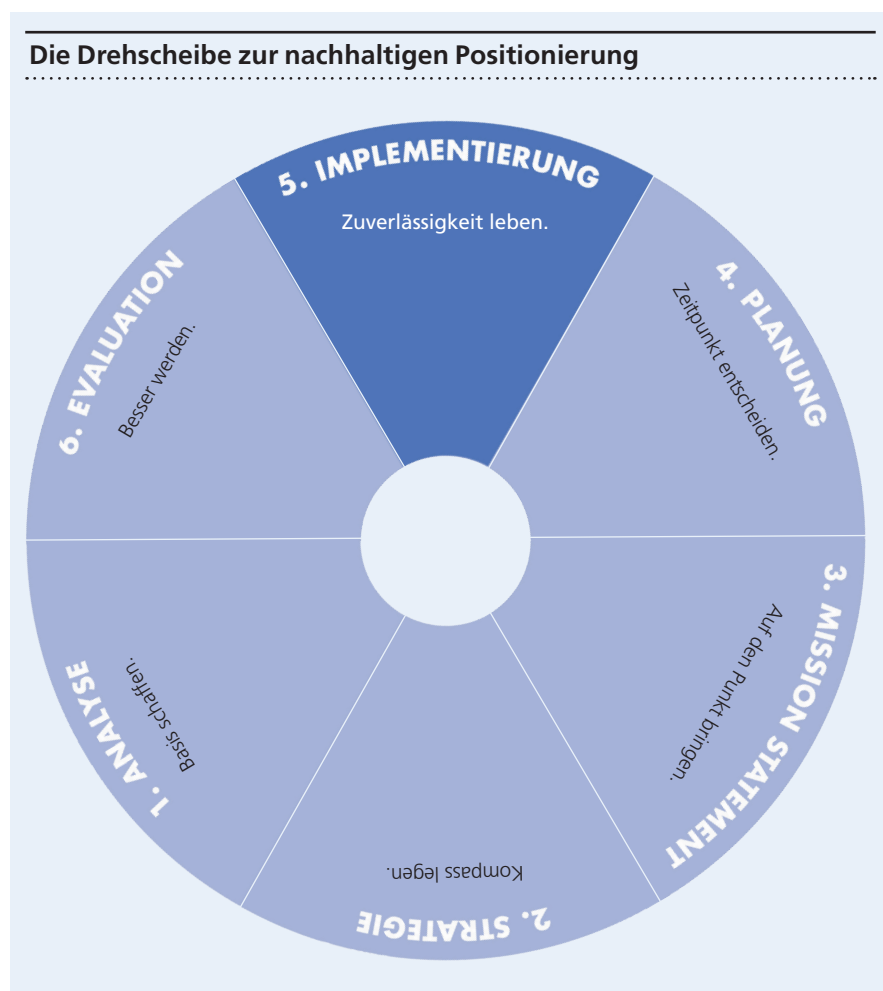 Die Drehscheibe zur nachhaltigen Positionierung
5. IMPLEMENTIERUNG
Zuverlässigkeit leben.
4. PLANUNG
Zeitpunkt entscheiden.
3. MISSION STATEMENT
Auf den Punkt bringen.
2. STRATEGIE
Kompass legen.
1. ANALYSE
Basis schaffen.
6. EVALUATION
Besser werden.